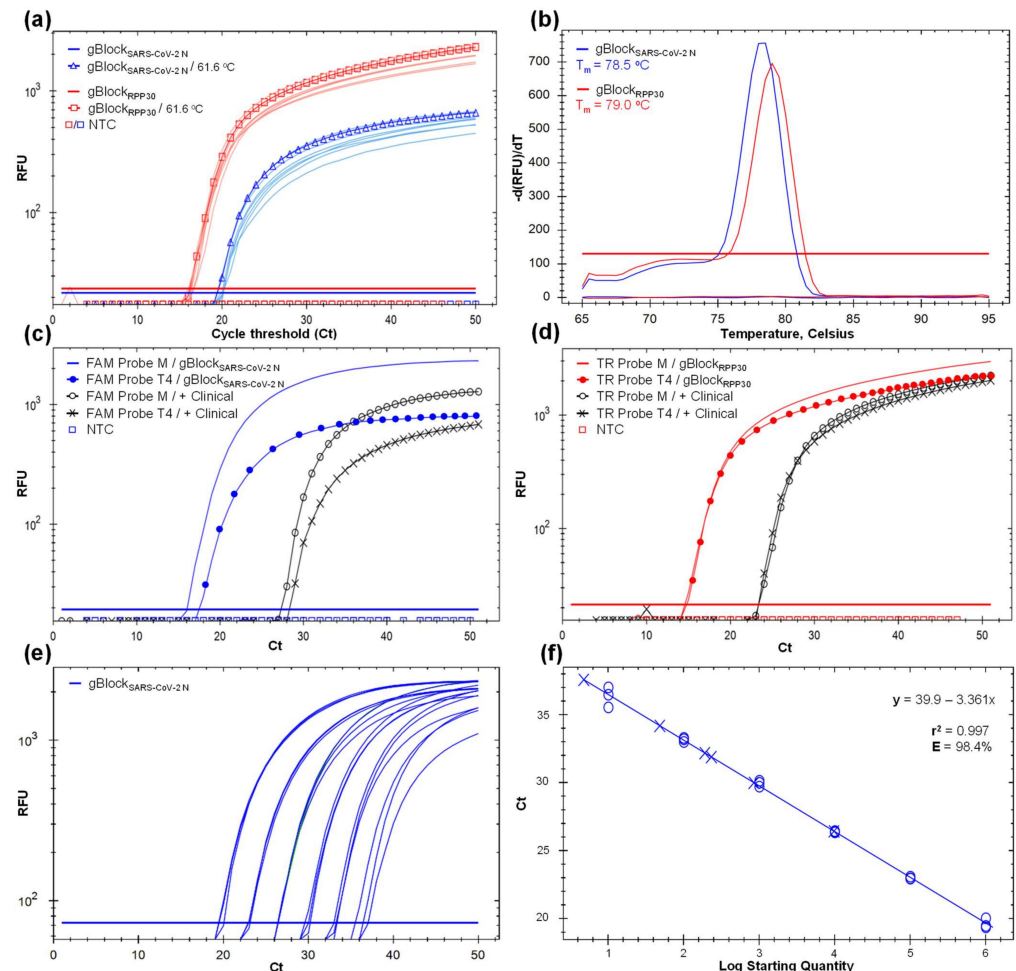 (a)
gBlockSARS-CoV-2 N
gBlockSARS-CoV-2 N / 61.6 ºC
gBlockRPP30
gBlockRPP30 / 61.6 ºC
/ NTC
RFU
10³
10²
0 10 20 30 40 50
Cycle threshold (Ct)
(b)
gBlockSARS-CoV-2 N
Tm = 78.5 ºC
gBlockRPP30
Tm = 79.0 ºC
-d(RFU)/dT
700
600
500
400
300
200
100
0
65 70 75 80 85 90 95
Temperature, Celsius
(c)
FAM Probe M / gBlockSARS-CoV-2 N
FAM Probe T4 / gBlockSARS-CoV-2 N
FAM Probe M / + Clinical
FAM Probe T4 / + Clinical
NTC
RFU
10³
10²
0 10 20 30 40 50
Ct
(d)
TR Probe M / gBlockRPP30
TR Probe T4 / gBlockRPP30
TR Probe M / + Clinical
TR Probe T4 / + Clinical
NTC
RFU
10³
10²
0 10 20 30 40 50
Ct
(e)
gBlockSARS-CoV-2 N
RFU
10³
10²
0 10 20 30 40 50
Ct
(f)
y = 39.9 – 3.361x
r² = 0.997
E = 98.4%
Ct
35
30
25
20
1 2 3 4 5 6
Log Starting Quantity